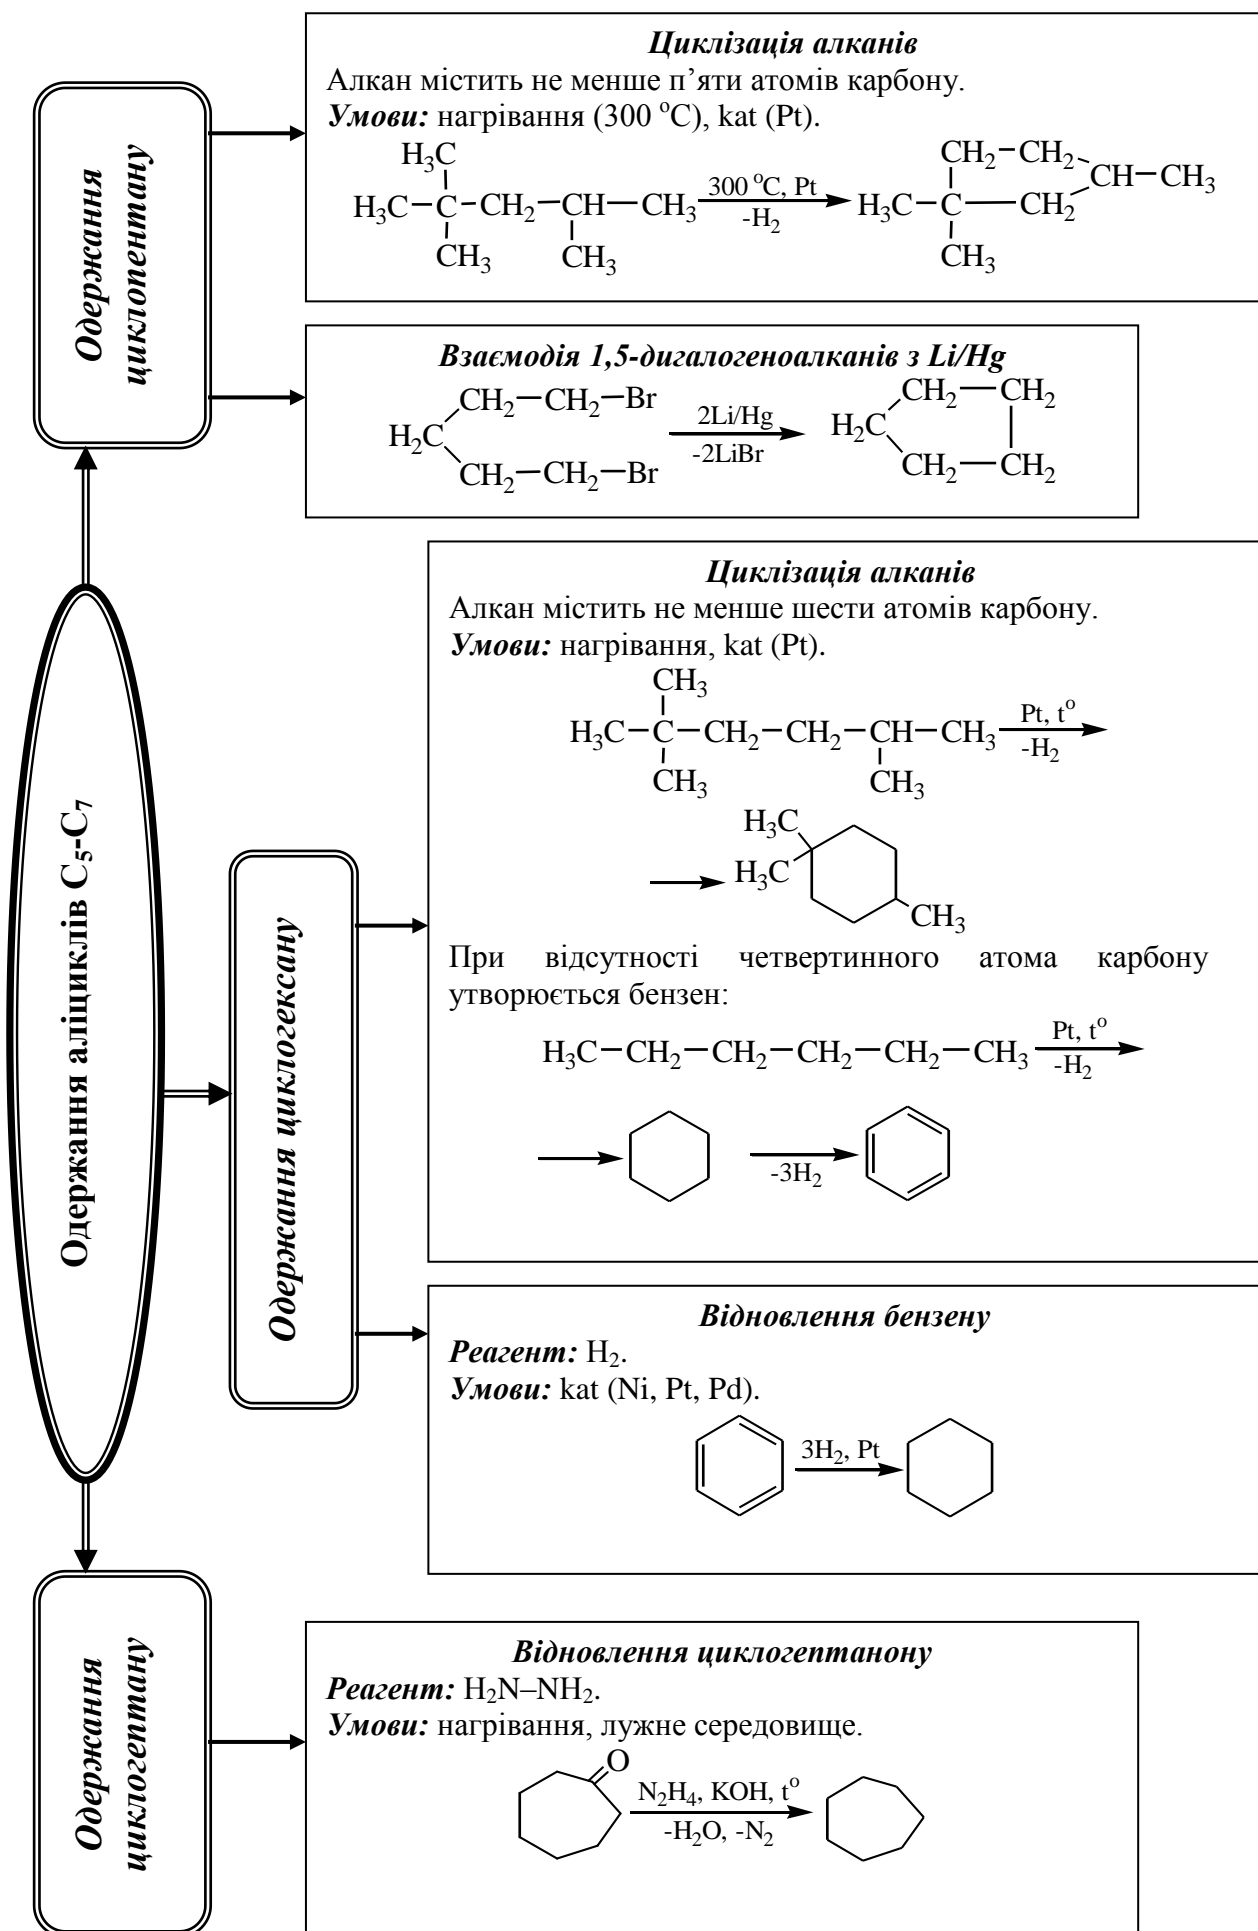 Одержання аліциклів C₅-C₇
Одержання
циклопентану
Циклізація алканів
Алкан містить не менше п’яти атомів карбону.
Умови: нагрівання (300 °C), kat (Pt).
H₃C
H₃C–C–CH₂–CH–CH₃
CH₃ CH₃
300 °C, Pt
-H₂
CH₂–CH₂
CH–CH₃
H₃C–C–CH₂
CH₃
Взаємодія 1,5-дигалогеноалканів з Li/Hg
CH₂–CH₂–Br
H₂C
CH₂–CH₂–Br
2Li/Hg
-2LiBr
CH₂–CH₂
H₂C
CH₂–CH₂
Одержання циклогексану
Циклізація алканів
Алкан містить не менше шести атомів карбону.
Умови: нагрівання, kat (Pt).
CH₃
H₃C–C–CH₂–CH₂–CH–CH₃
CH₃ CH₃
Pt, t°
-H₂
H₃C
H₃C
CH₃
При відсутності четвертинного атома карбону
утворюється бензен:
H₃C–CH₂–CH₂–CH₂–CH₂–CH₃
Pt, t°
-H₂
-3H₂
Відновлення бензену
Реагент: H₂.
Умови: kat (Ni, Pt, Pd).
3H₂, Pt
Одержання
циклогептану
Відновлення циклогептанону
Реагент: H₂N–NH₂.
Умови: нагрівання, лужне середовище.
O
N₂H₄, KOH, t°
-H₂O, -N₂